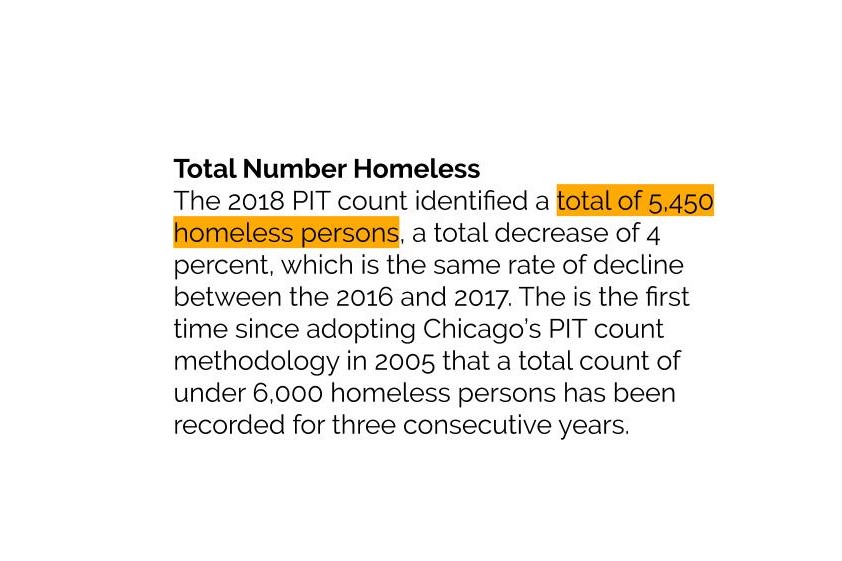 Total Number Homeless
The 2018 PIT count identified a total of 5,450
homeless persons, a total decrease of 4
percent, which is the same rate of decline
between the 2016 and 2017. The is the first
time since adopting Chicago’s PIT count
methodology in 2005 that a total count of
under 6,000 homeless persons has been
recorded for three consecutive years.